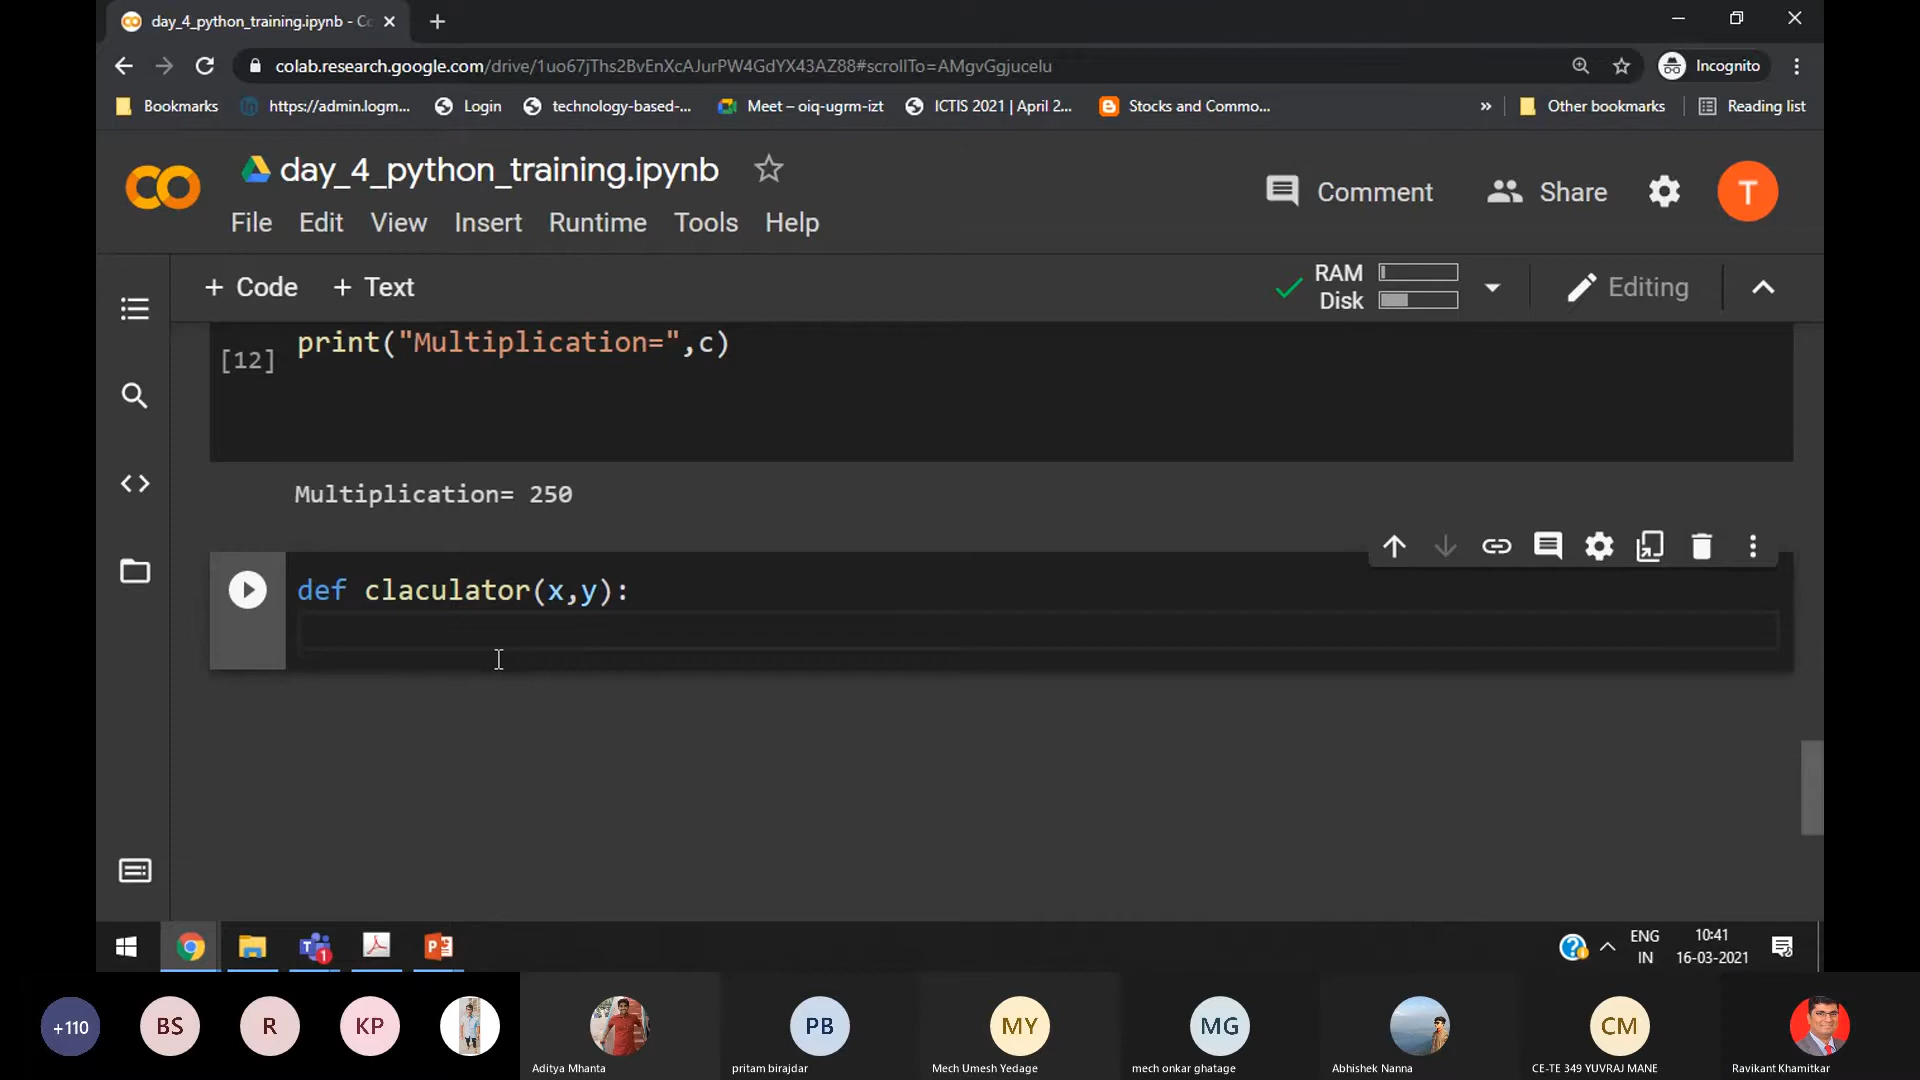 day_4_python_training.ipynb - Co
colab.research.google.com/drive/1uo67jThs2BvEnXcAJurPW4GdYX43AZ88#scrollTo=AMgvGgjucelu
Incognito
Bookmarks
https://admin.logm...
Login
technology-based-...
Meet – oiq-ugrm-izt
ICTIS 2021 | April 2...
Stocks and Commo...
»
Other bookmarks
Reading list
CO
day_4_python_training.ipynb
Comment
Share
T
File Edit View Insert Runtime Tools Help
+ Code + Text
RAM
Disk
Editing
print("Multiplication=",c)
[12]
Multiplication= 250
def claculator(x,y):
ENG
IN
10:41
16-03-2021
+110
BS
R
KP
PB
MY
MG
CM
Aditya Mhanta
pritam birajdar
Mech Umesh Yedage
mech onkar ghatage
Abhishek Nanna
CE-TE 349 YUVRAJ MANE
Ravikant Khamitkar